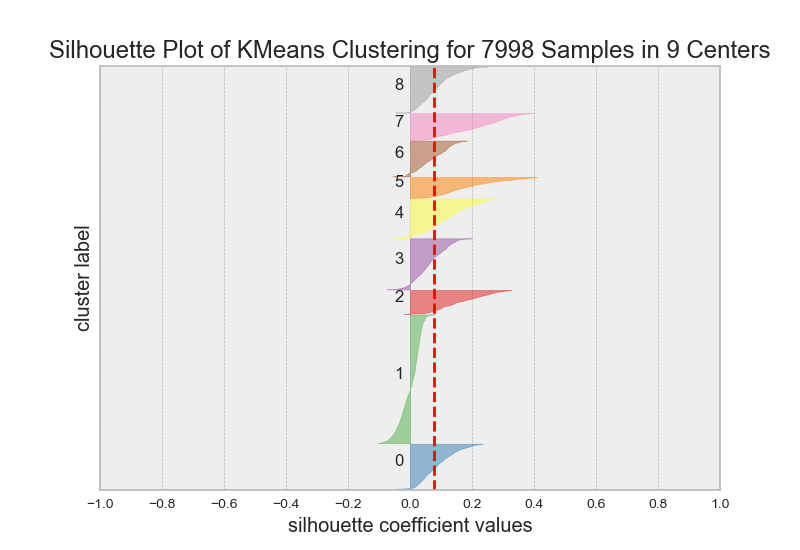 Silhouette Plot of KMeans Clustering for 7998 Samples in 9 Centers
cluster label
8
7
6
5
4
3
2
1
0
−1.0 −0.8 −0.6 −0.4 −0.2 0.0 0.2 0.4 0.6 0.8 1.0
silhouette coefficient values